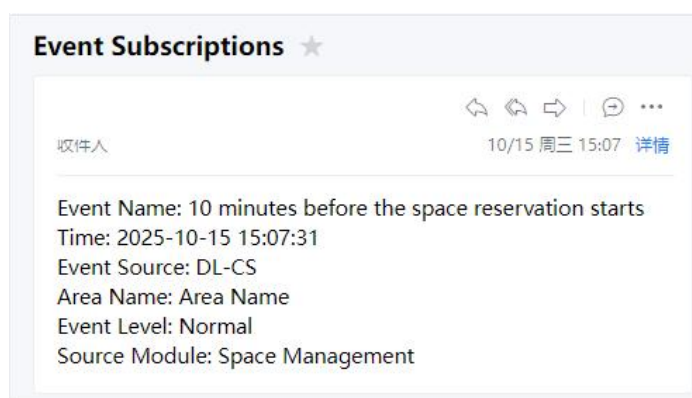 Event Subscriptions
收件人
10/15 周三 15:07 详情
Event Name: 10 minutes before the space reservation starts
Time: 2025-10-15 15:07:31
Event Source: DL-CS
Area Name: Area Name
Event Level: Normal
Source Module: Space Management